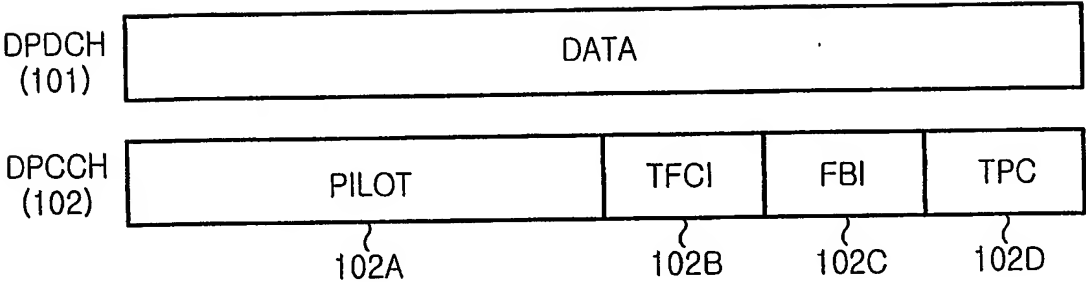 DPDCH
(101)
DATA
DPCCH
(102)
PILOT TFCI FBI TPC
102A 102B 102C 102D